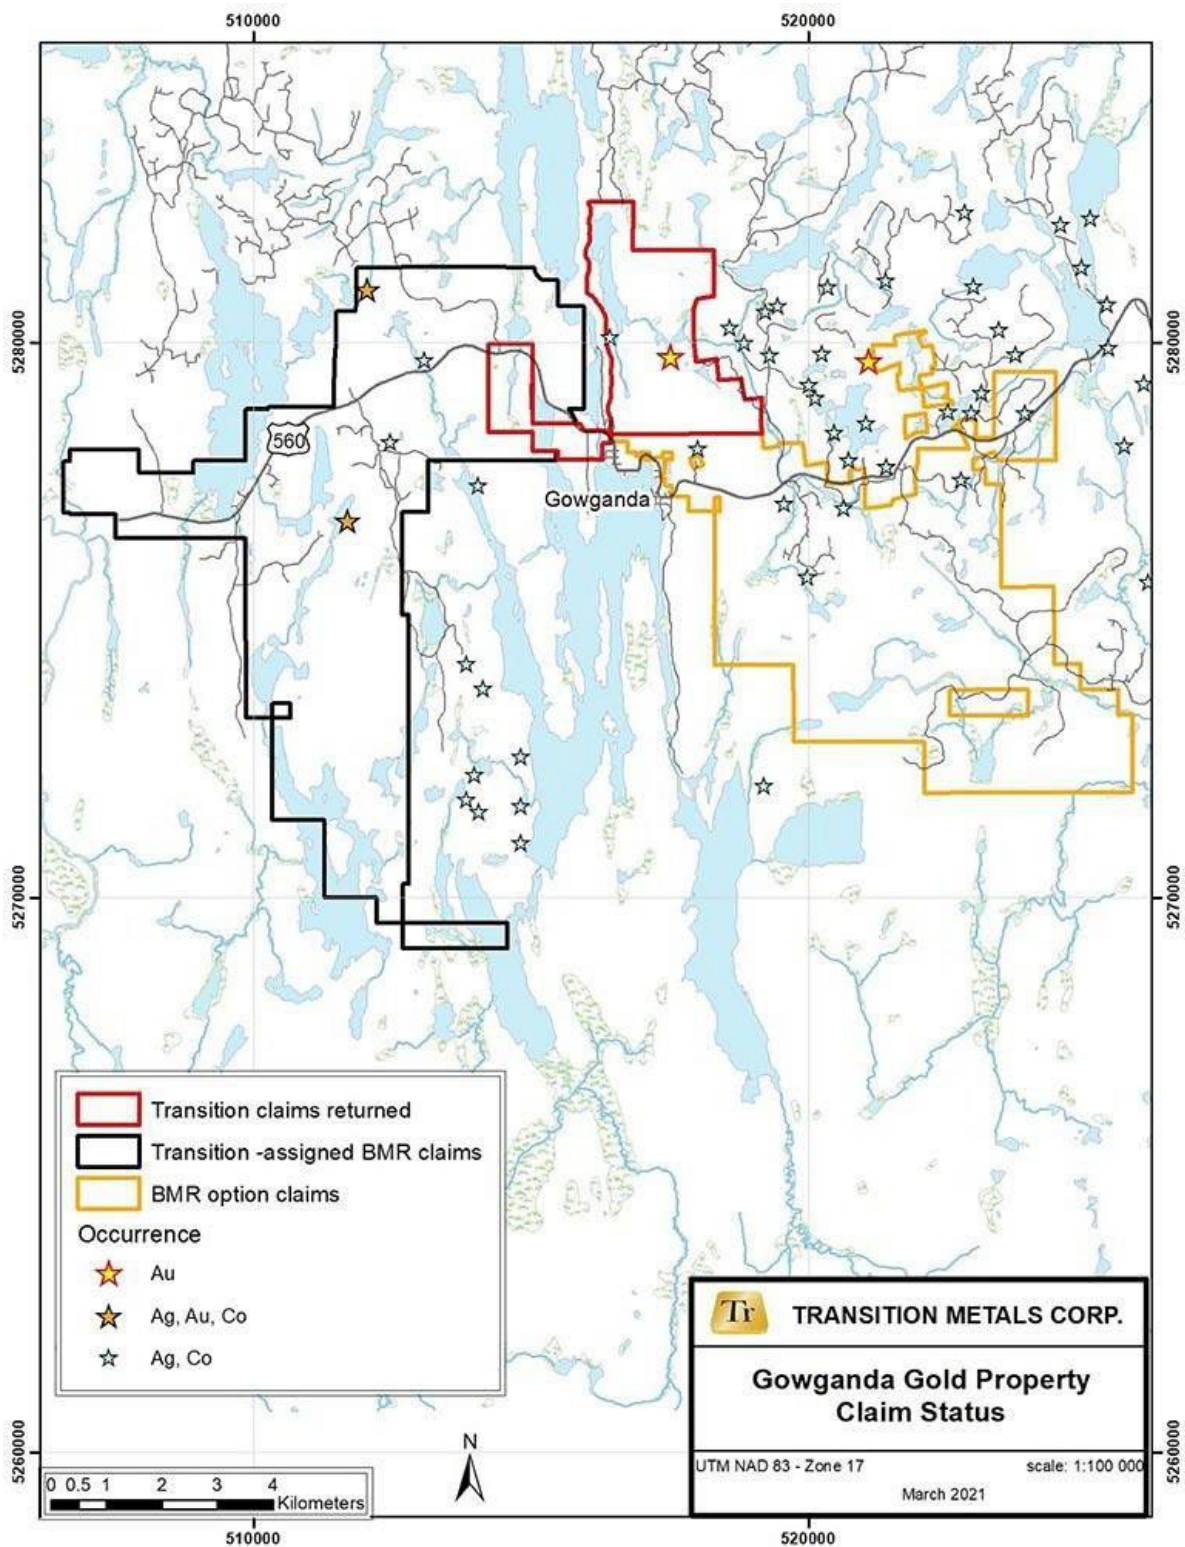 510000
520000
5280000
5280000
560
Gowganda
5270000
5270000
Transition claims returned
Transition -assigned BMR claims
BMR option claims
Occurrence
Au
Ag, Au, Co
Ag, Co
Tr
TRANSITION METALS CORP.
Gowganda Gold Property
Claim Status
UTM NAD 83 - Zone 17
scale: 1:100 000
March 2021
N
5260000
5260000
0 0.5 1 2 3 4
Kilometers
510000
520000